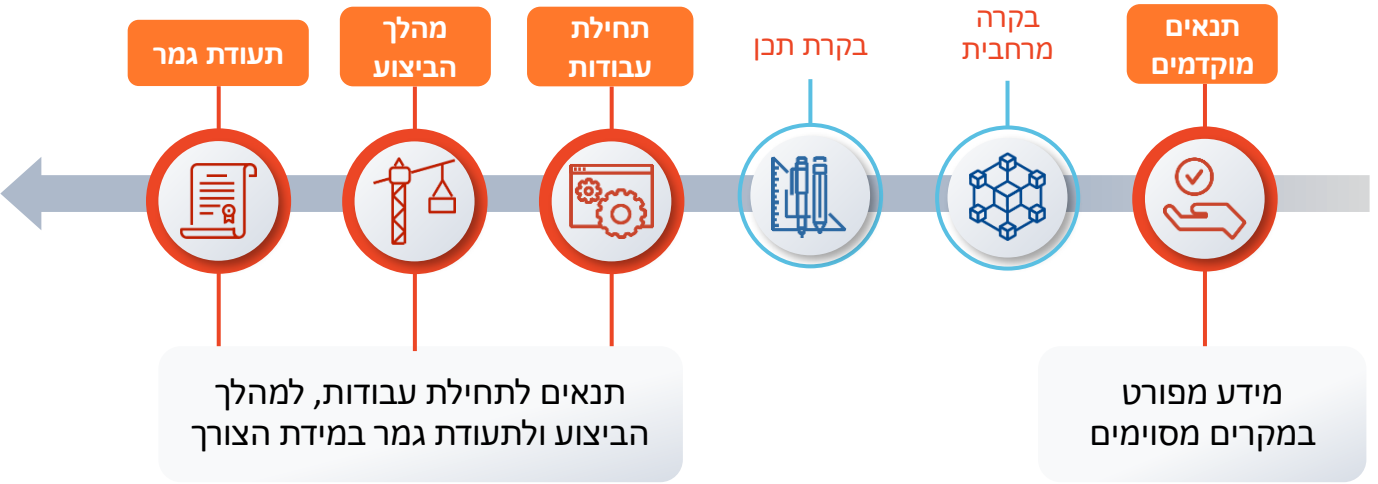 תנאים
מוקדמים
בקרה
מרחבית
בקרת תכן
תחילת
עבודות
מהלך
הביצוע
תעודת גמר
מידע מפורט
במקרים מסוימים
תנאים לתחילת עבודות, למהלך
הביצוע ולתעודת גמר במידת הצורך